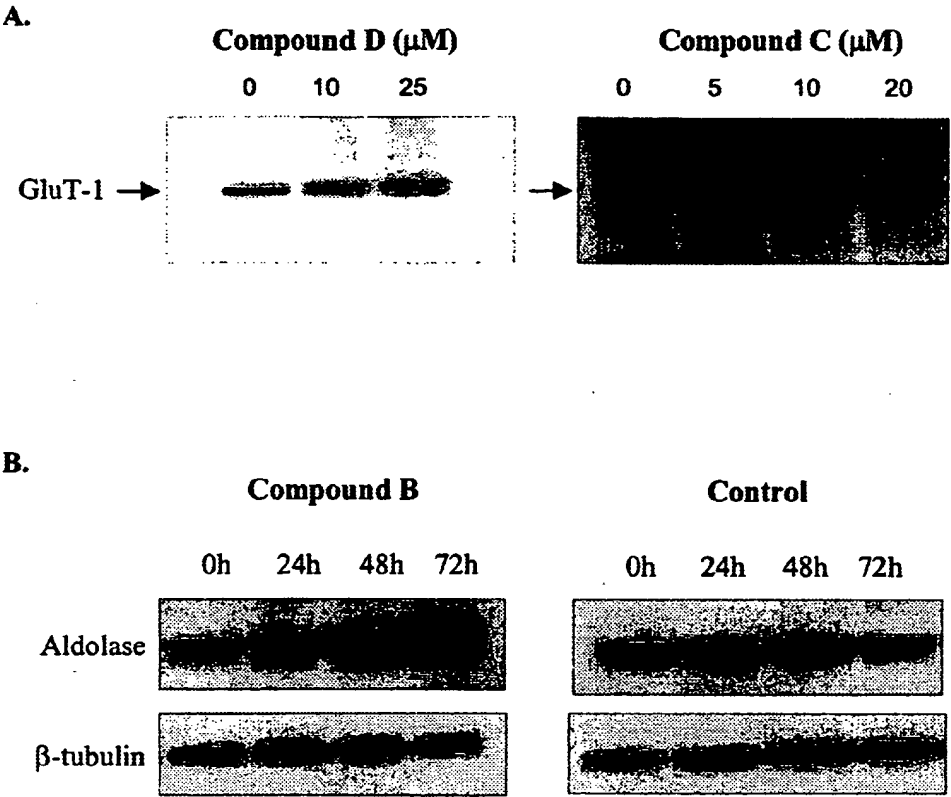 A.
Compound D (μM)
Compound C (μM)
0 10 25
0 5 10 20
GluT-1
B.
Compound B
Control
0h 24h 48h 72h
0h 24h 48h 72h
Aldolase
β-tubulin